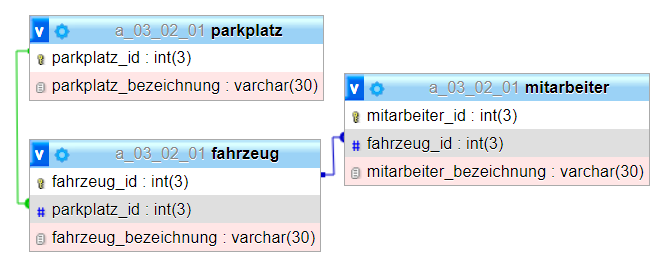 v a_03_02_01 parkplatz
parkplatz_id : int(3)
parkplatz_bezeichnung : varchar(30)
v a_03_02_01 fahrzeug
fahrzeug_id : int(3)
# parkplatz_id : int(3)
fahrzeug_bezeichnung : varchar(30)
v a_03_02_01 mitarbeiter
mitarbeiter_id : int(3)
# fahrzeug_id : int(3)
mitarbeiter_bezeichnung : varchar(30)